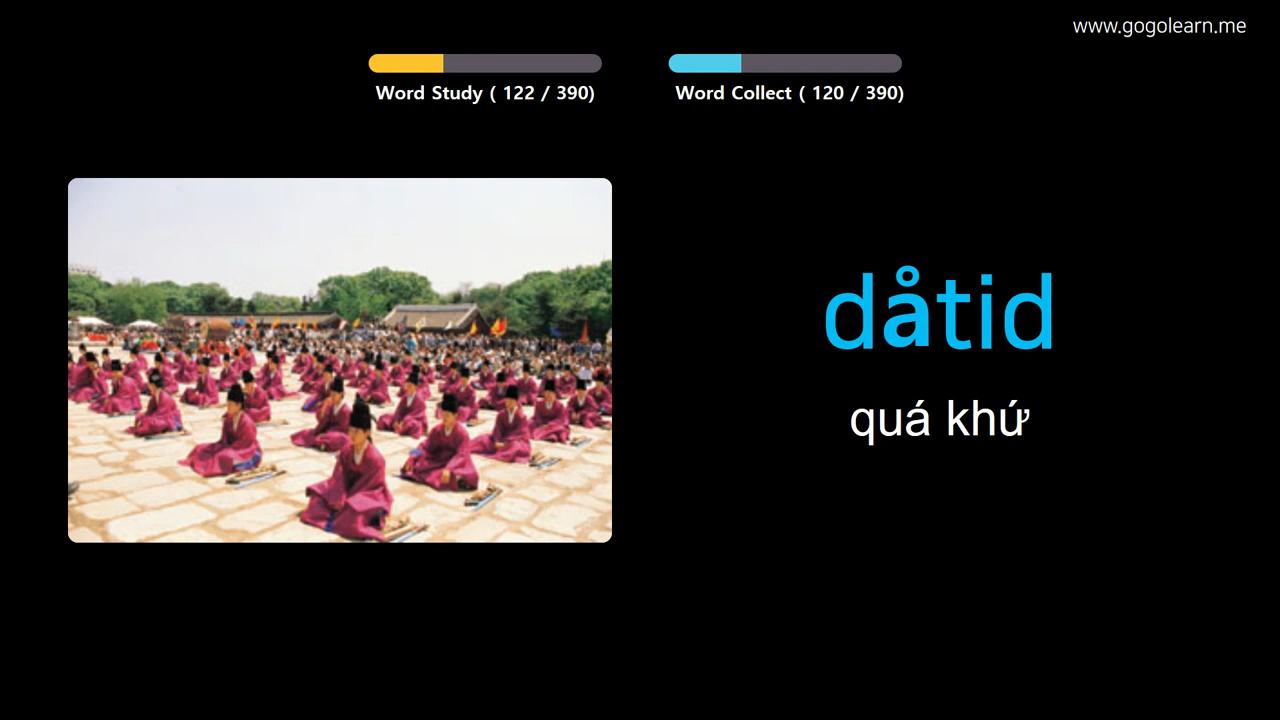 www.gogolearn.me
Word Study ( 122 / 390)
Word Collect ( 120 / 390)
dåtid
quá khứ